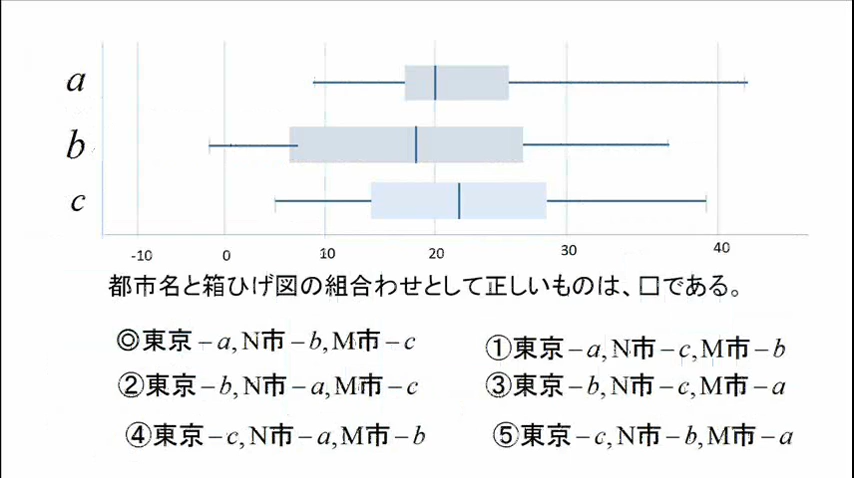 a
b
c
-10 0 10 20 30 40
都市名と箱ひげ図の組合わせとして正しいものは、口である。
⓪東京－a,N市－b,M市－c
①東京－a,N市－c,M市－b
②東京－b,N市－a,M市－c
③東京－b,N市－c,M市－a
④東京－c,N市－a,M市－b
⑤東京－c,N市－b,M市－a